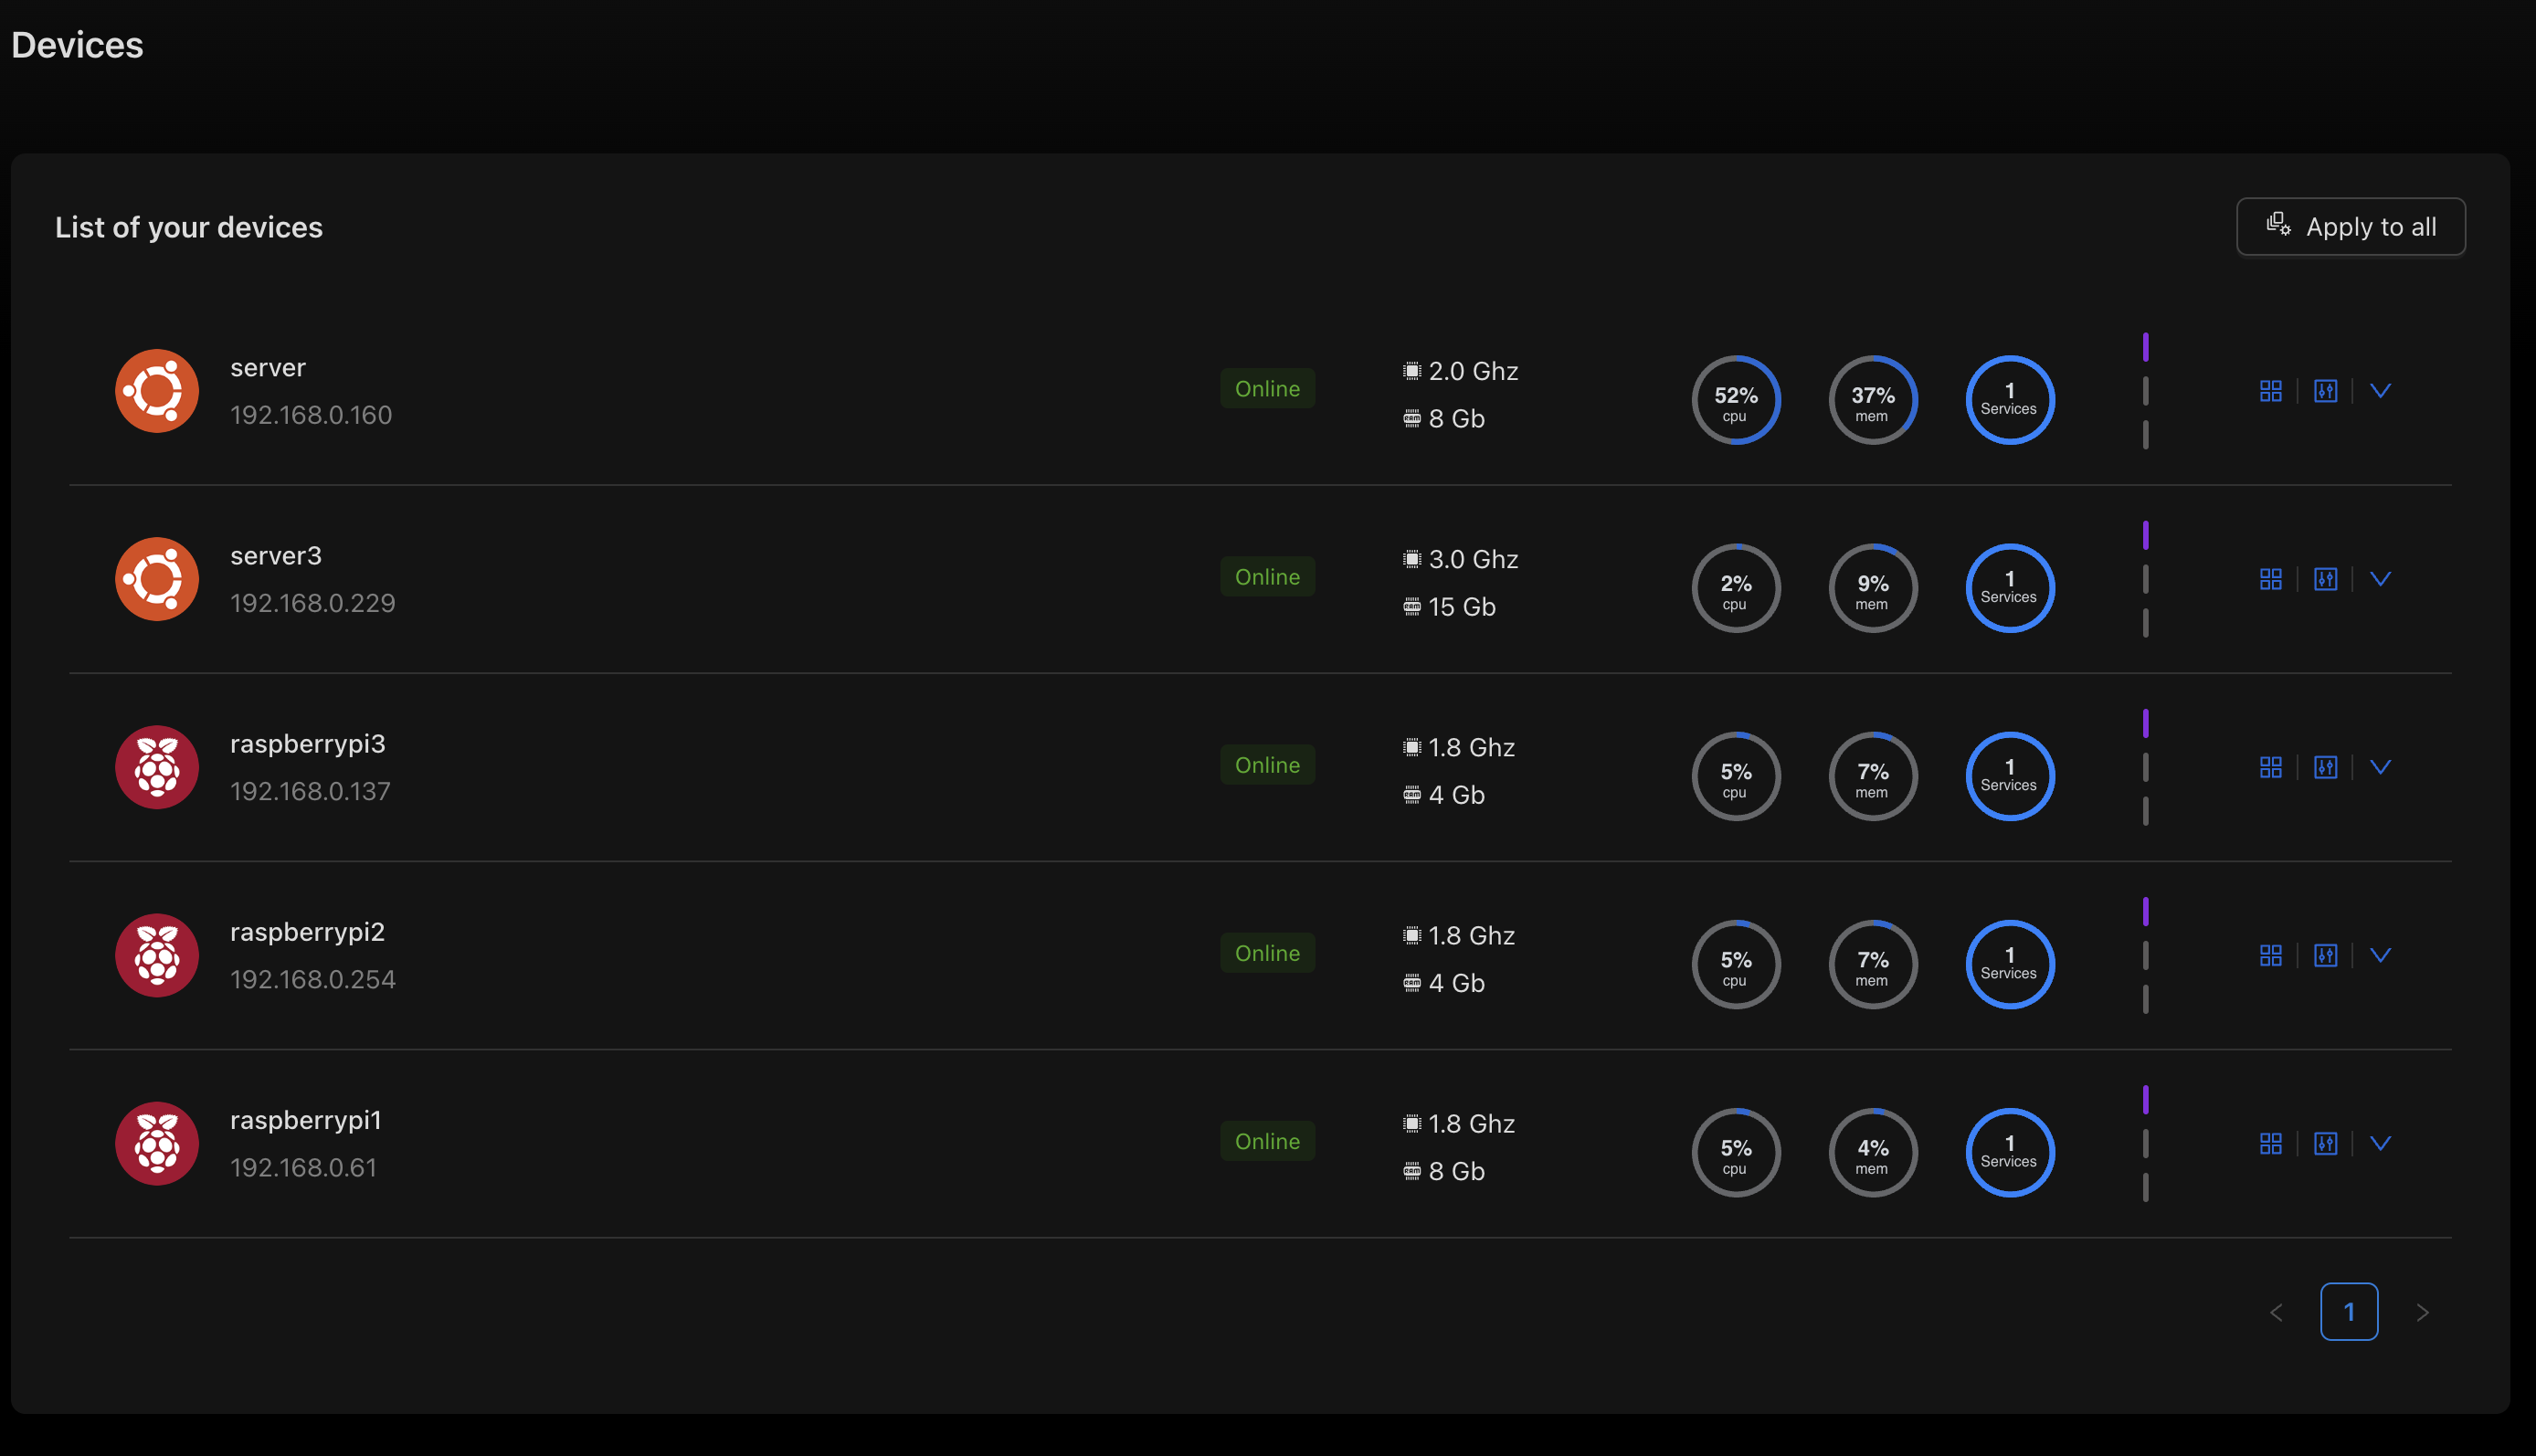 Devices
List of your devices
Apply to all
server
192.168.0.160
Online
2.0 Ghz
8 Gb
52%
cpu
37%
mem
1
Services
server3
192.168.0.229
Online
3.0 Ghz
15 Gb
2%
cpu
9%
mem
1
Services
raspberrypi3
192.168.0.137
Online
1.8 Ghz
4 Gb
5%
cpu
7%
mem
1
Services
raspberrypi2
192.168.0.254
Online
1.8 Ghz
4 Gb
5%
cpu
7%
mem
1
Services
raspberrypi1
192.168.0.61
Online
1.8 Ghz
8 Gb
5%
cpu
4%
mem
1
Services
1